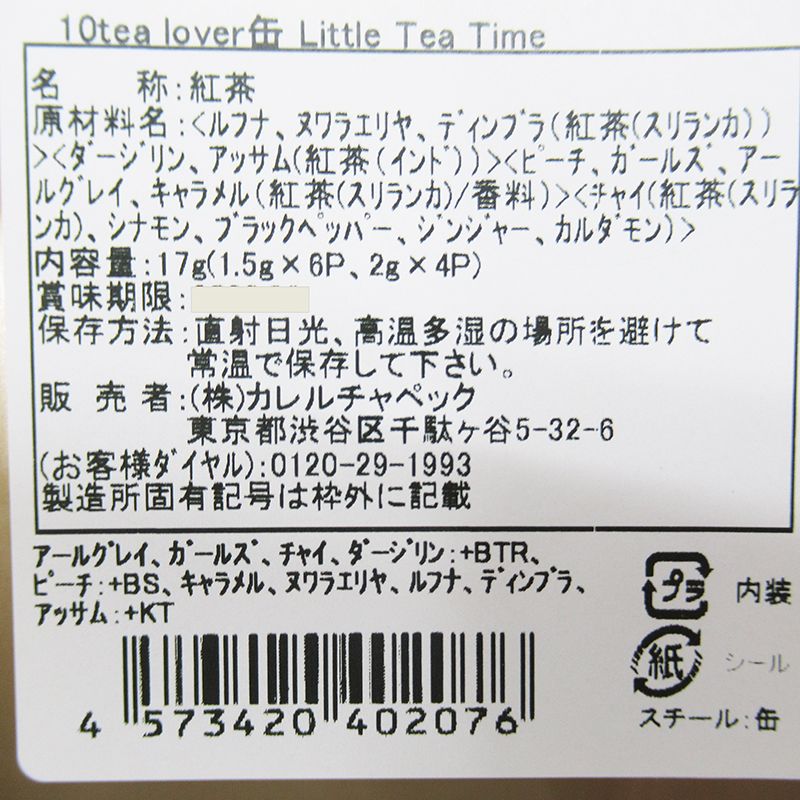 10tea lover缶 Little Tea Time
名　　称:紅茶
原材料名:<ﾙﾌﾅ、ﾇﾜﾗｴﾘﾔ、ﾃﾞｨﾝﾌﾞﾗ(紅茶(ｽﾘﾗﾝｶ))
><ﾀﾞｰｼﾞﾘﾝ、ｱｯｻﾑ(紅茶(ｲﾝﾄﾞ))><ﾋﾟｰﾁ、ｶﾞｰﾙｽﾞ、ｱｰ
ﾙｸﾞﾚｲ、ｷｬﾗﾒﾙ(紅茶(ｽﾘﾗﾝｶ)/香料)><ﾁｬｲ(紅茶(ｽﾘﾗ
ﾝｶ)、ｼﾅﾓﾝ、ﾌﾞﾗｯｸﾍﾟｯﾊﾟｰ、ｼﾞﾝｼﾞｬｰ、ｶﾙﾀﾞﾓﾝ)>
内容量:17g(1.5g×6P、2g×4P)
賞味期限:
保存方法:直射日光、高温多湿の場所を避けて
常温で保存して下さい。
販 売 者:(株)カレルチャペック
東京都渋谷区千駄ヶ谷5-32-6
(お客様ﾀﾞｲﾔﾙ):0120-29-1993
製造所固有記号は枠外に記載
ｱｰﾙｸﾞﾚｲ、ｶﾞｰﾙｽﾞ、ﾁｬｲ、ﾀﾞｰｼﾞﾘﾝ:+BTR、
ﾋﾟｰﾁ:+BS、ｷｬﾗﾒﾙ、ﾇﾜﾗｴﾘﾔ、ﾙﾌﾅ、ﾃﾞｨﾝﾌﾞﾗ、
ｱｯｻﾑ:+KT
プラ 内装
紙 シール
スチール:缶
4 573420 402076